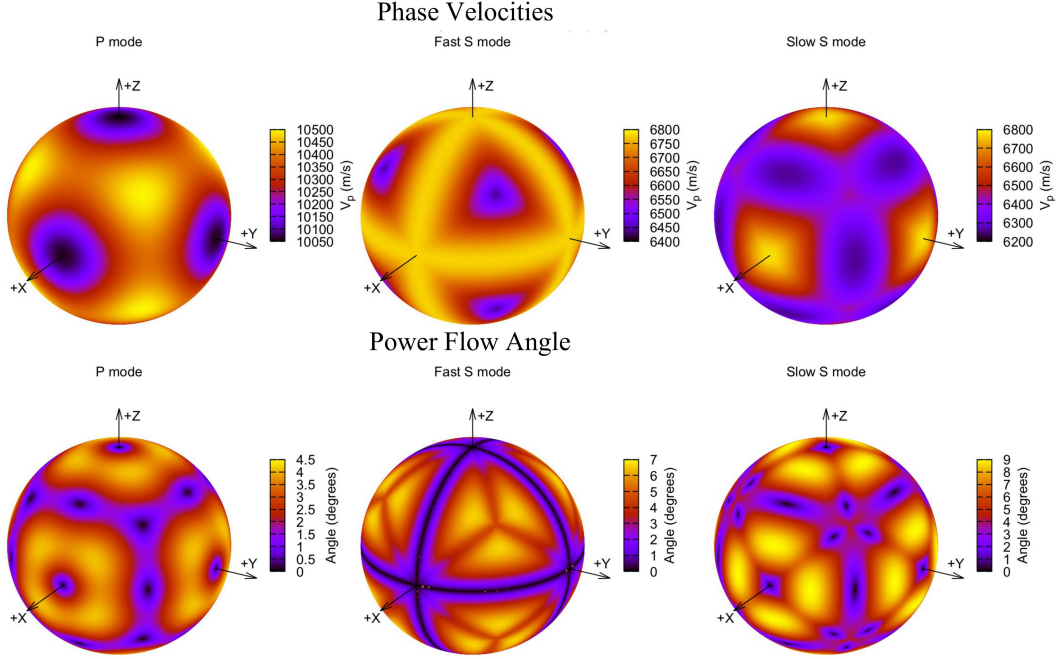 Phase Velocities
P mode
Fast S mode
Slow S mode
+Z
+Z
+Z
10500
10450
10400
10350
10300
10250
10200
10150
10100
10050
Vp (m/s)
6800
6750
6700
6650
6600
6550
6500
6450
6400
Vp (m/s)
6800
6700
6600
6500
6400
6300
6200
Vp (m/s)
+Y
+Y
+Y
+X
+X
+X
Power Flow Angle
P mode
Fast S mode
Slow S mode
+Z
+Z
+Z
4.5
4
3.5
3
2.5
2
1.5
1
0.5
0
Angle (degrees)
7
6
5
4
3
2
1
0
Angle (degrees)
9
8
7
6
5
4
3
2
1
0
Angle (degrees)
+Y
+Y
+Y
+X
+X
+X